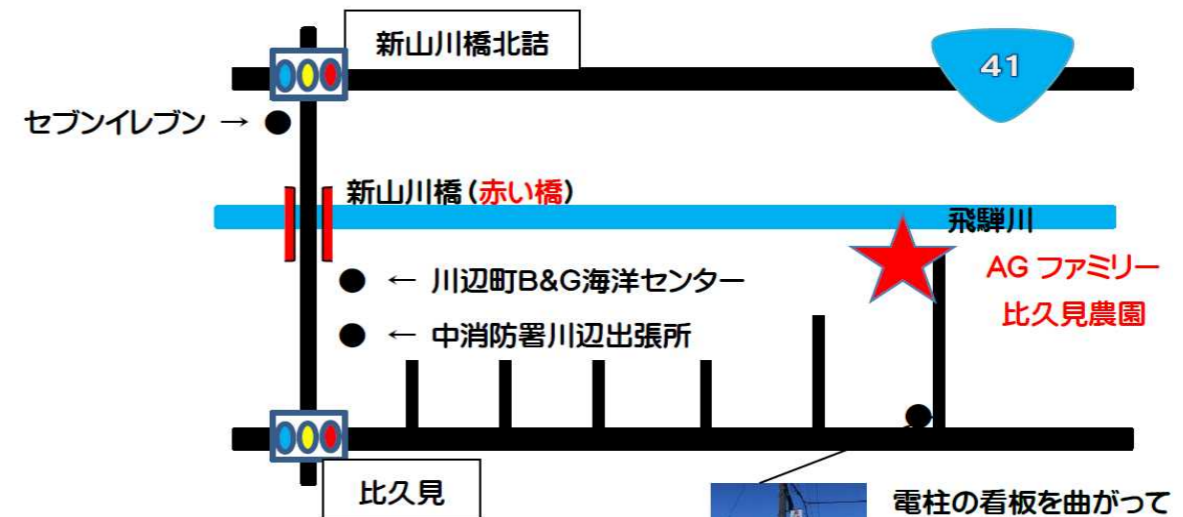 新山川橋北詰
41
セブンイレブン → ●
新山川橋(赤い橋)
飛騨川
AG ファミリー
比久見農園
● ← 川辺町B&G海洋センター
● ← 中消防署川辺出張所
比久見
電柱の看板を曲がって